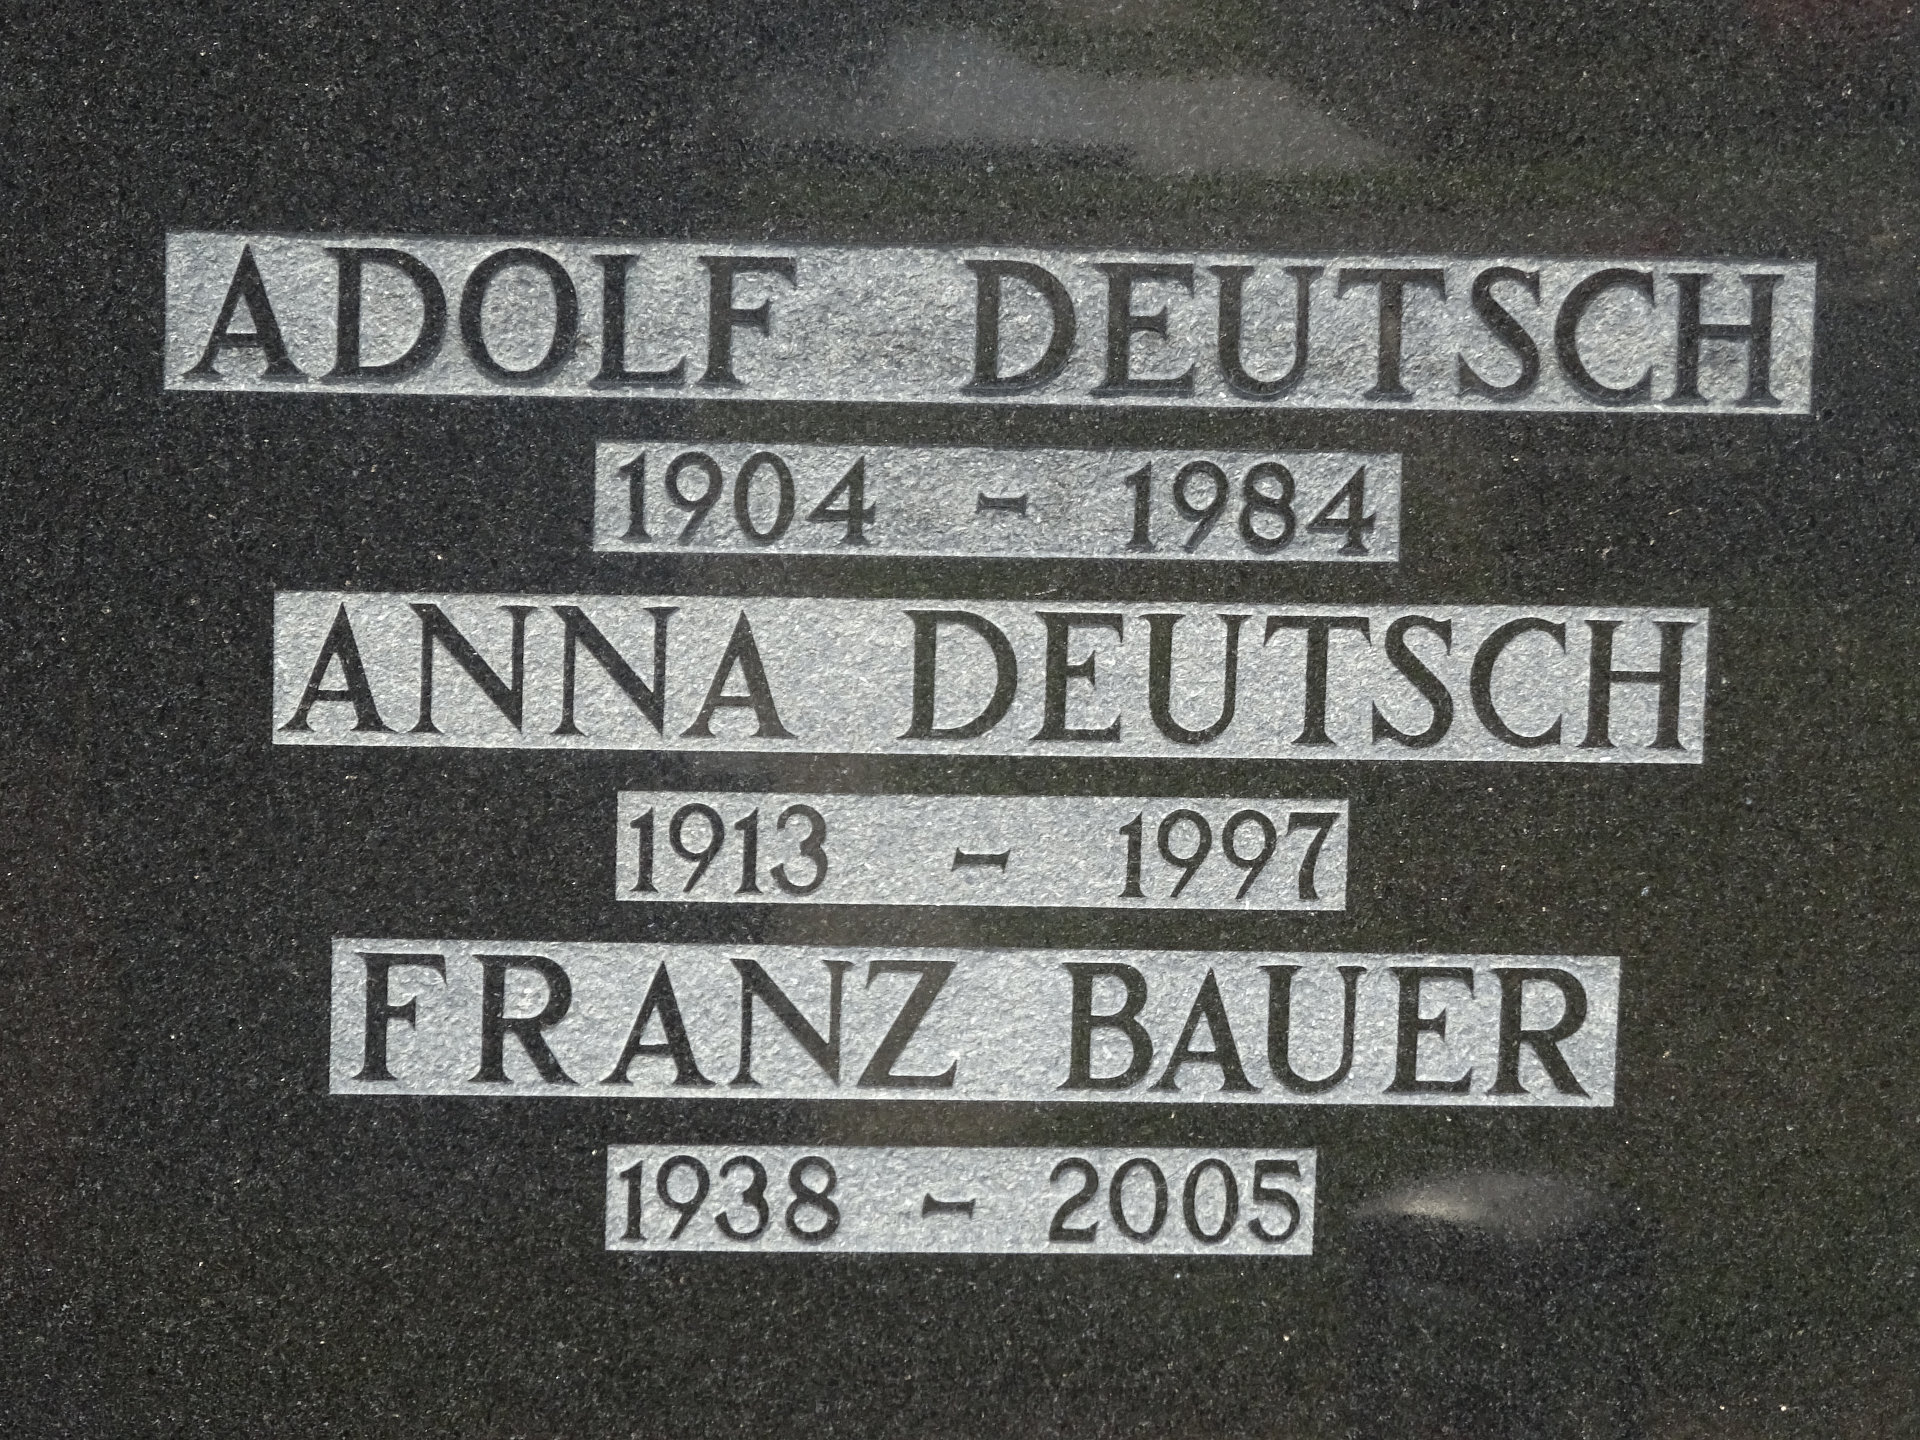 ADOLF DEUTSCH
1904 - 1984
ANNA DEUTSCH
1913 - 1997
FRANZ BAUER
1938 - 2005